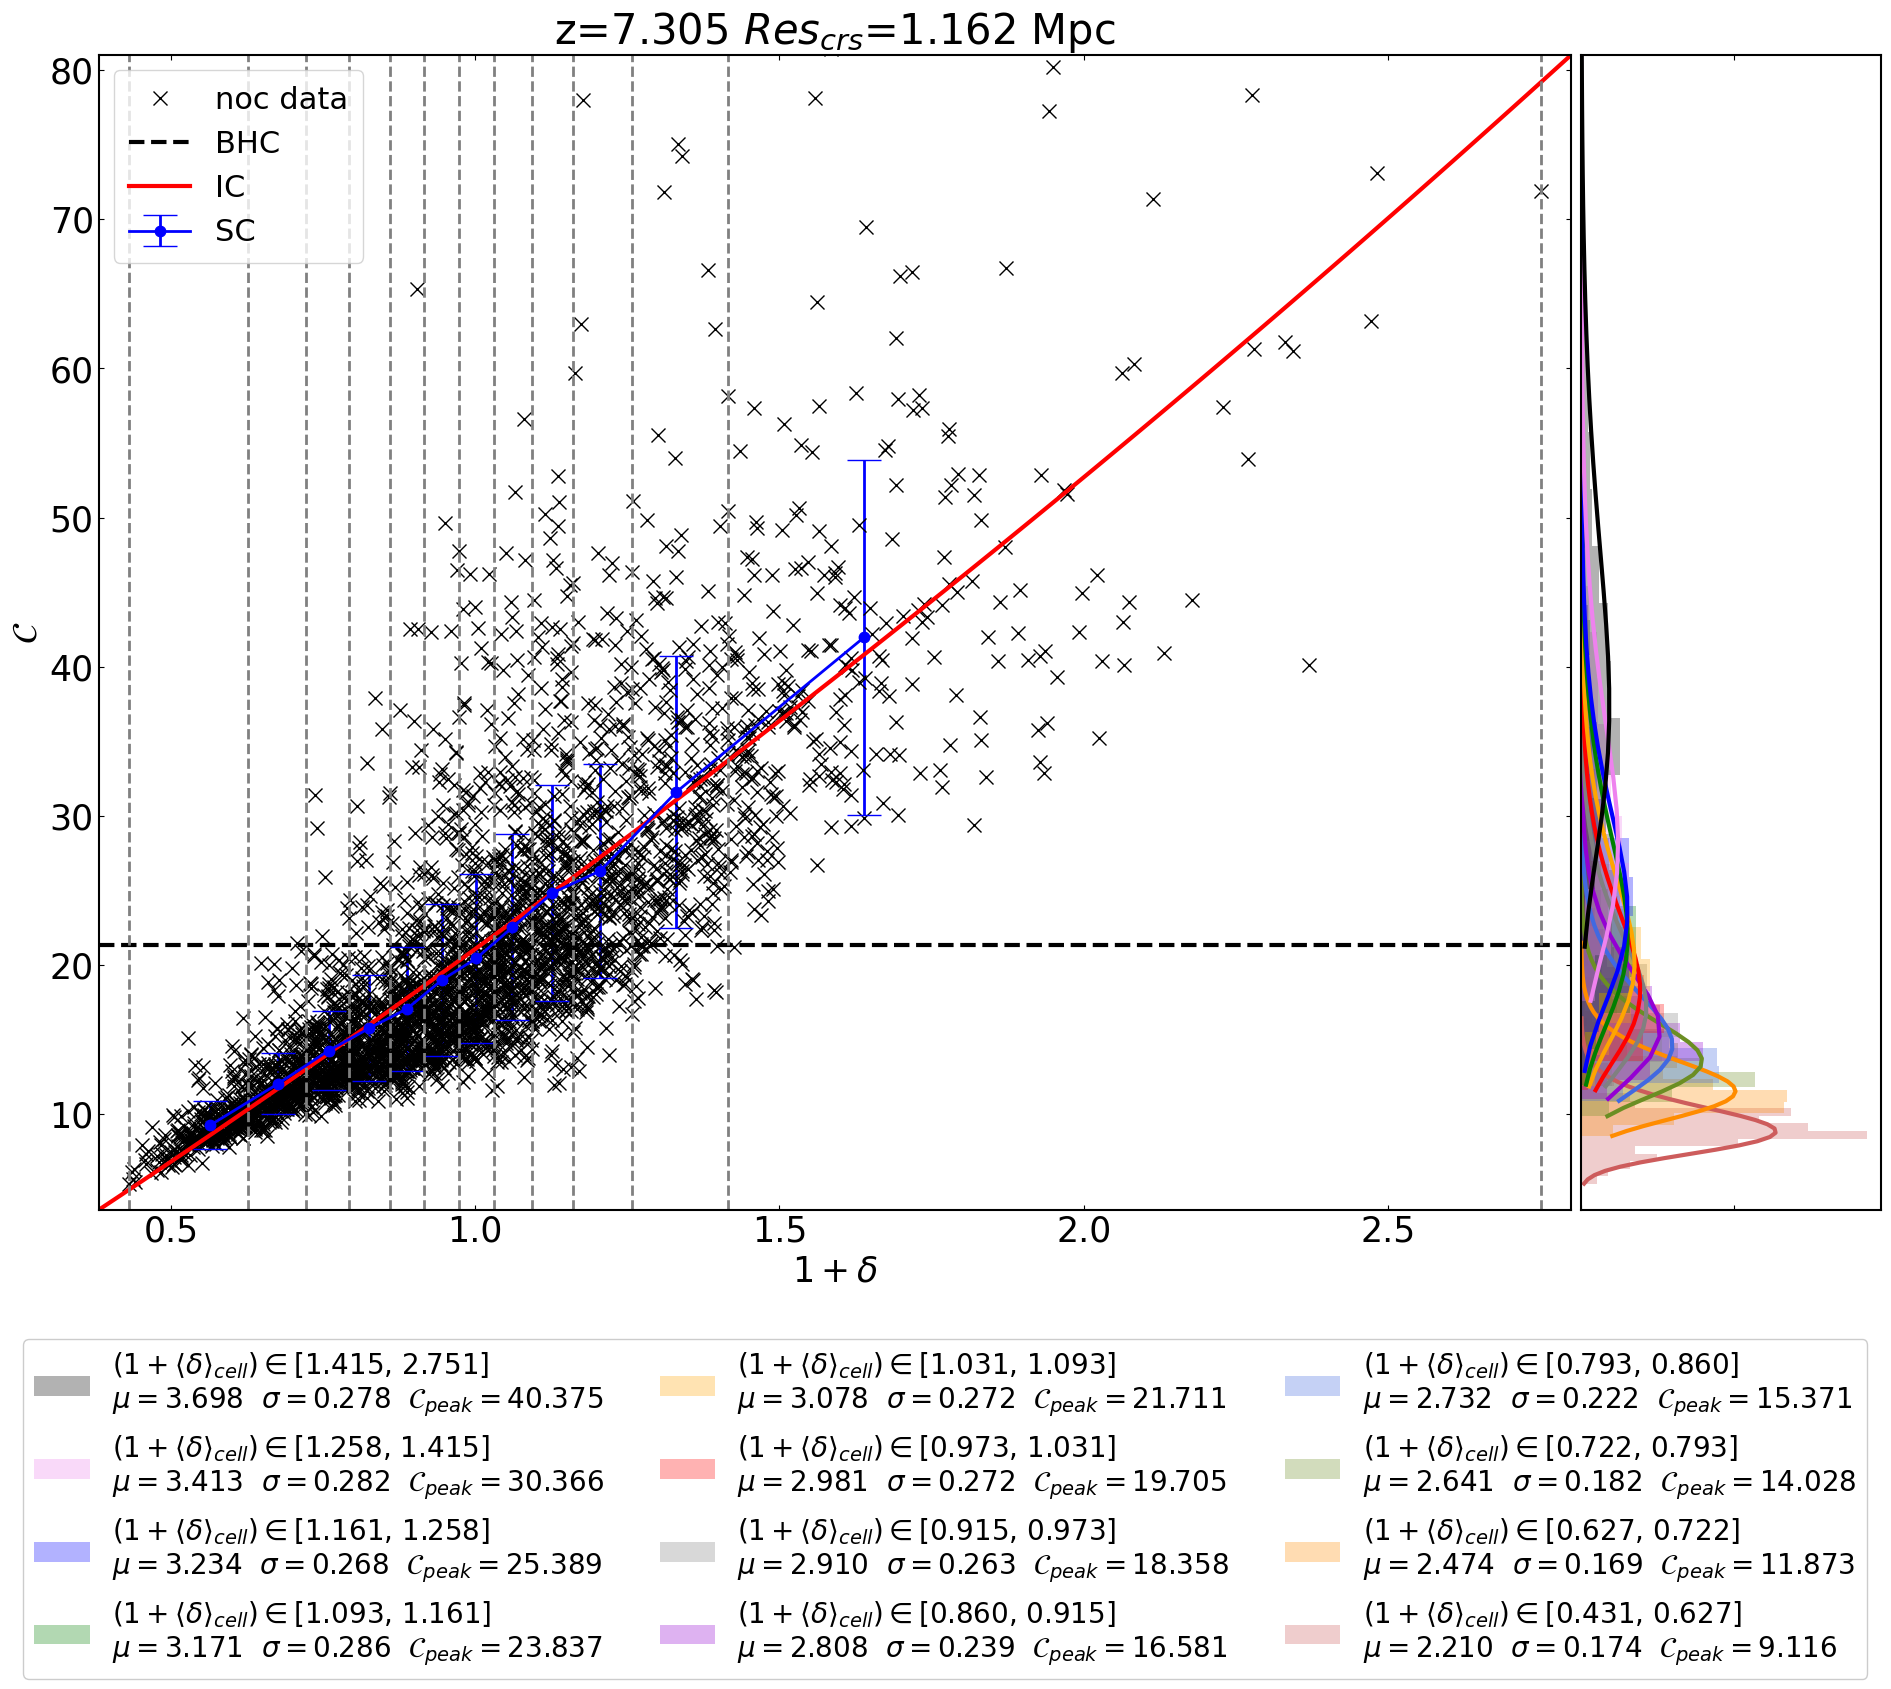 z=7.305 Res_crs=1.162 Mpc
noc data
BHC
IC
SC
80
70
60
50
40
30
20
10
𝒞
0.5 1.0 1.5 2.0 2.5
1 + δ
(1 + ⟨δ⟩_cell) ∈ [1.415, 2.751]
μ = 3.698 σ = 0.278 𝒞_peak = 40.375
(1 + ⟨δ⟩_cell) ∈ [1.258, 1.415]
μ = 3.413 σ = 0.282 𝒞_peak = 30.366
(1 + ⟨δ⟩_cell) ∈ [1.161, 1.258]
μ = 3.234 σ = 0.268 𝒞_peak = 25.389
(1 + ⟨δ⟩_cell) ∈ [1.093, 1.161]
μ = 3.171 σ = 0.286 𝒞_peak = 23.837
(1 + ⟨δ⟩_cell) ∈ [1.031, 1.093]
μ = 3.078 σ = 0.272 𝒞_peak = 21.711
(1 + ⟨δ⟩_cell) ∈ [0.973, 1.031]
μ = 2.981 σ = 0.272 𝒞_peak = 19.705
(1 + ⟨δ⟩_cell) ∈ [0.915, 0.973]
μ = 2.910 σ = 0.263 𝒞_peak = 18.358
(1 + ⟨δ⟩_cell) ∈ [0.860, 0.915]
μ = 2.808 σ = 0.239 𝒞_peak = 16.581
(1 + ⟨δ⟩_cell) ∈ [0.793, 0.860]
μ = 2.732 σ = 0.222 𝒞_peak = 15.371
(1 + ⟨δ⟩_cell) ∈ [0.722, 0.793]
μ = 2.641 σ = 0.182 𝒞_peak = 14.028
(1 + ⟨δ⟩_cell) ∈ [0.627, 0.722]
μ = 2.474 σ = 0.169 𝒞_peak = 11.873
(1 + ⟨δ⟩_cell) ∈ [0.431, 0.627]
μ = 2.210 σ = 0.174 𝒞_peak = 9.116